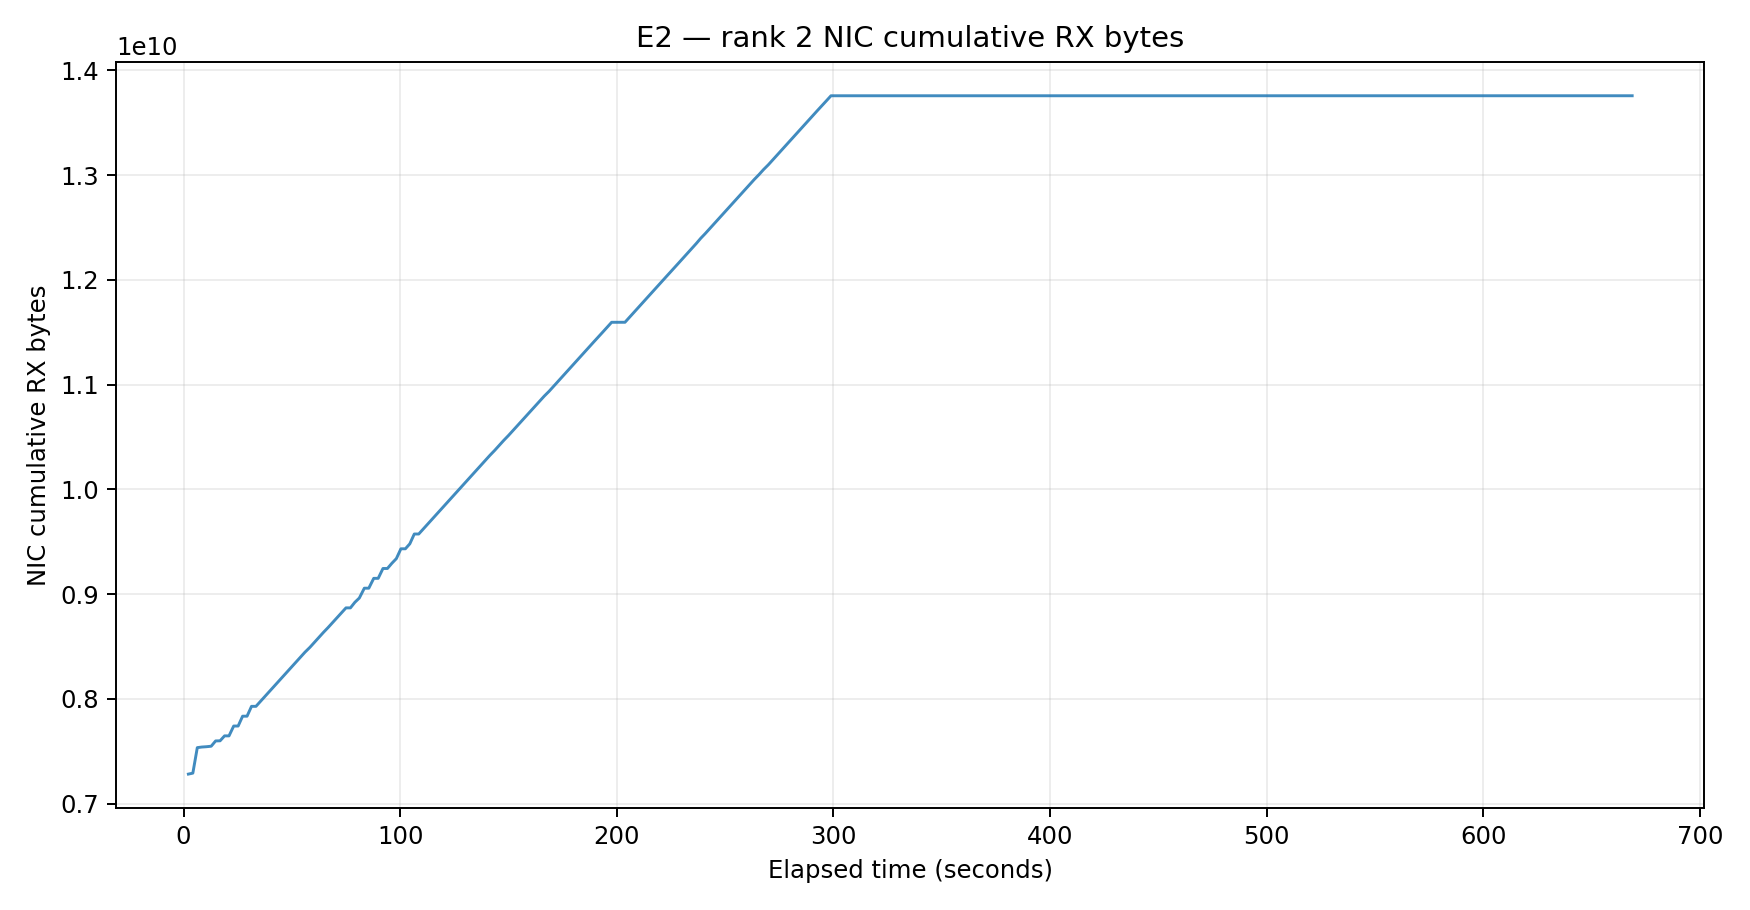 E2 — rank 2 NIC cumulative RX bytes
1e10
1.4
1.3
1.2
1.1
1.0
0.9
0.8
0.7
NIC cumulative RX bytes
0 100 200 300 400 500 600 700
Elapsed time (seconds)